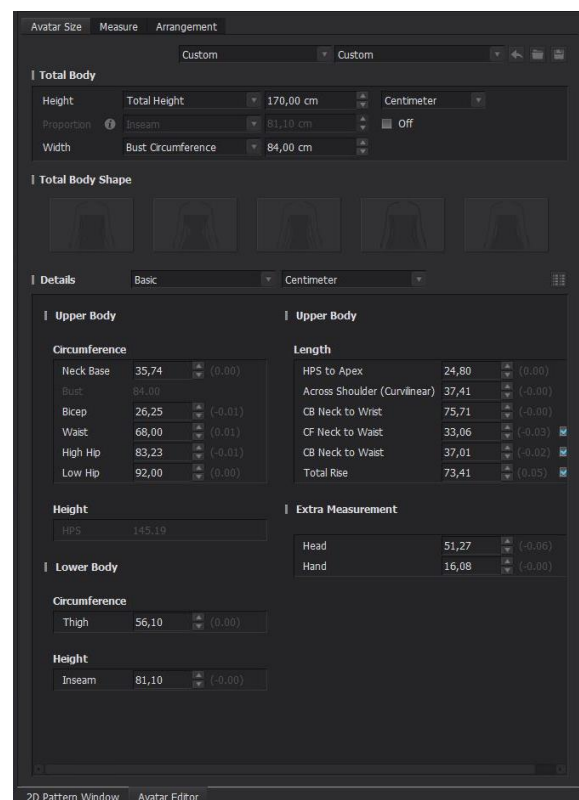 Avatar Size Measure Arrangement
Custom Custom
Total Body
Height Total Height 170,00 cm Centimeter
Proportion Inseam 81,10 cm Off
Width Bust Circumference 84,00 cm
Total Body Shape
Details Basic Centimeter
Upper Body
Circumference
Neck Base 35,74 (0.00)
Bust 84.00
Bicep 26,25 (-0.01)
Waist 68,00 (0.01)
High Hip 83,23 (-0.01)
Low Hip 92,00 (0.00)
Height
HPS 145.19
Lower Body
Circumference
Thigh 56,10 (0.00)
Height
Inseam 81,10 (-0.00)
Upper Body
Length
HPS to Apex 24,80 (0.00)
Across Shoulder (Curvilinear) 37,41 (-0.00)
CB Neck to Wrist 75,71 (-0.00)
CF Neck to Waist 33,06 (-0.03)
CB Neck to Waist 37,01 (-0.02)
Total Rise 73,41 (0.05)
Extra Measurement
Head 51,27 (-0.06)
Hand 16,08 (-0.00)
2D Pattern Window Avatar Editor